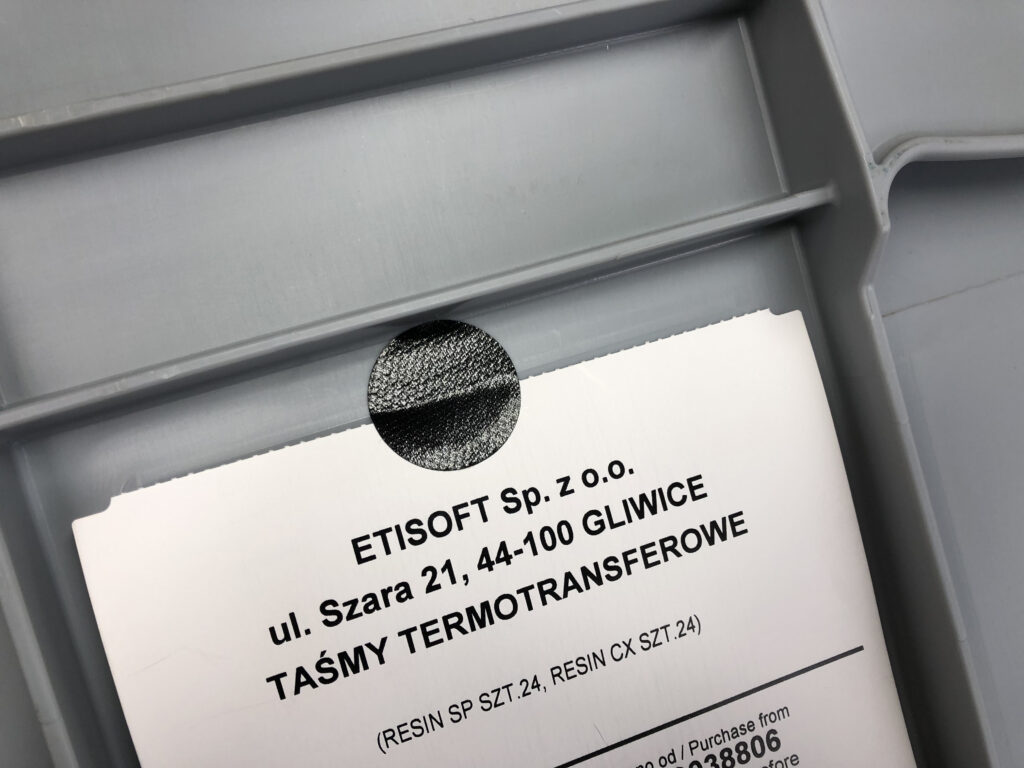 ETISOFT Sp. z o.o.
ul. Szara 21, 44-100 GLIWICE
TAŚMY TERMOTRANSFEROWE
(RESIN SP SZT.24, RESIN CX SZT.24)
od / Purchase from
38806